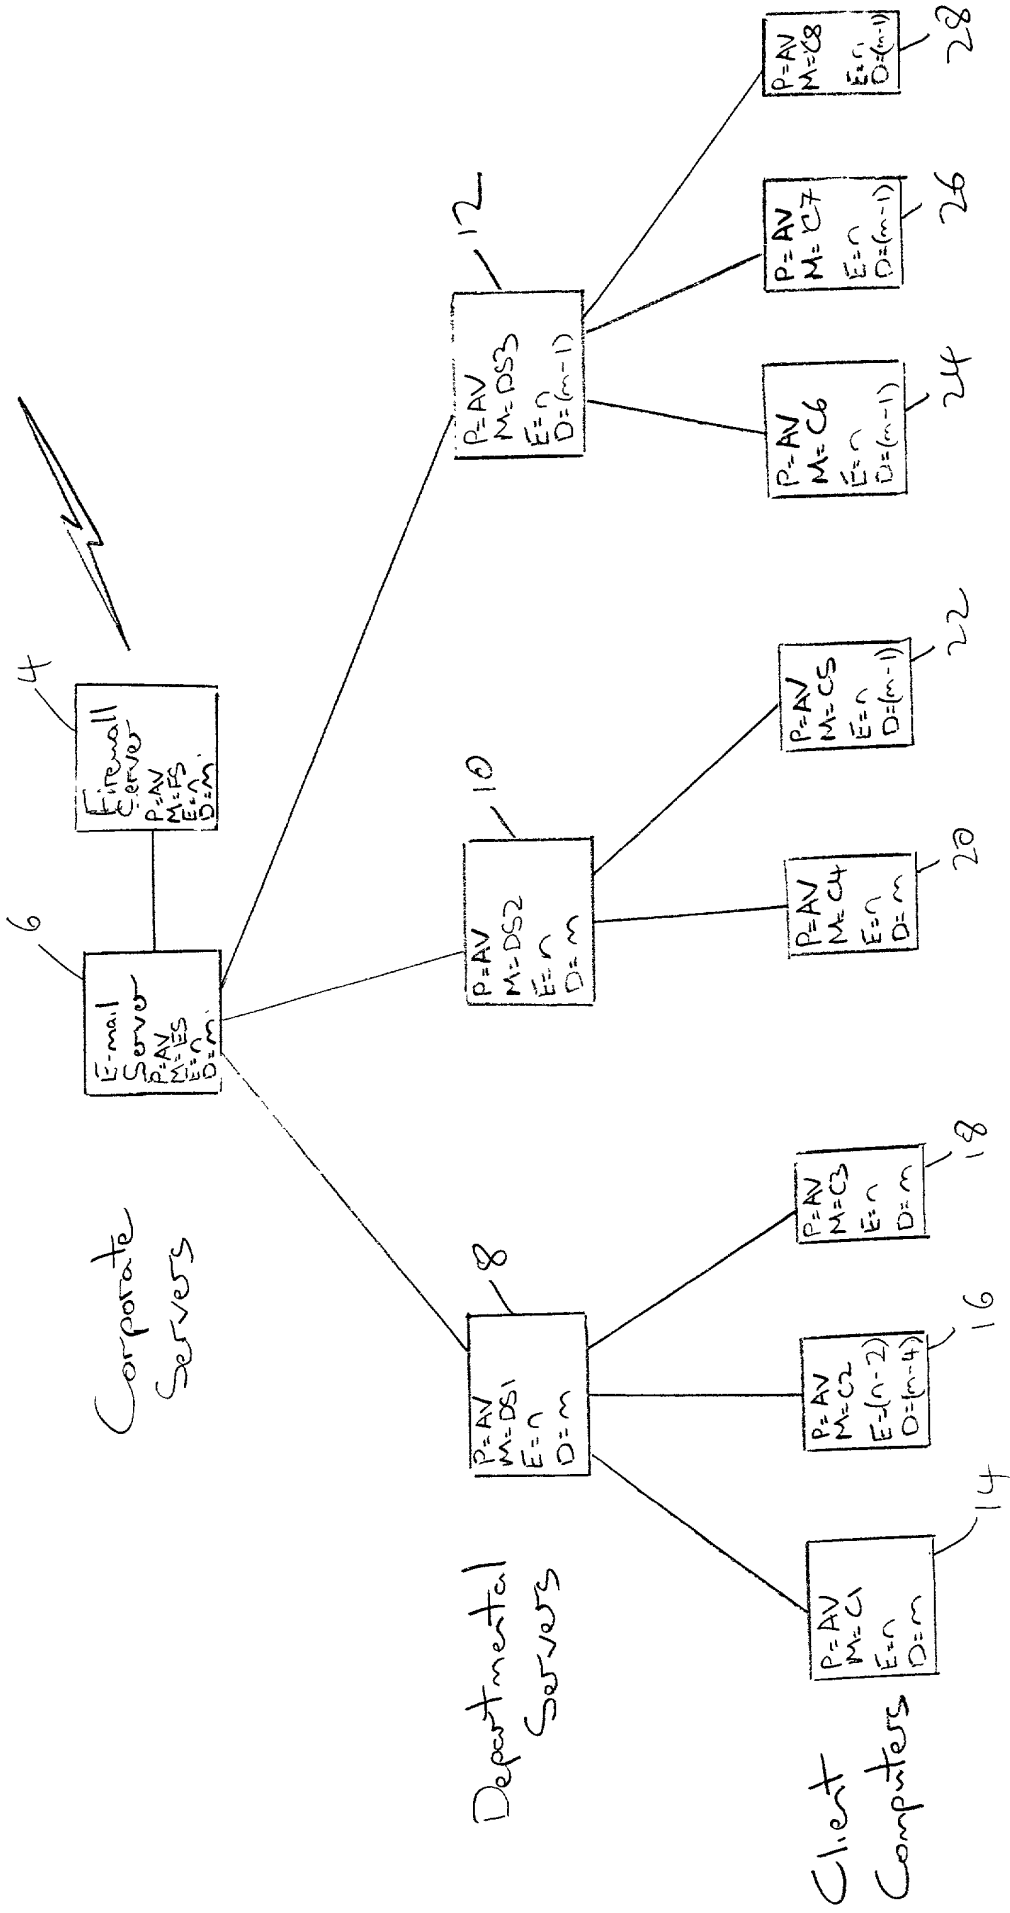 Corporate
Servers
6
E-mail
Server
P=AV
M=ES
E=n
D=m.
4
Firewall
Server
P=AV
M=FS
E=n
D=m.
Departmental
Servers
8
P=AV
M=DS1
E=n
D=m
10
P=AV
M=DS2
E=n
D=m
12
P=AV
M=DS3
E=n
D=(m-1)
Client
Computers
P=AV
M=C1
E=n
D=m
14
P=AV
M=C2
E=(n-2)
D=(m-4)
16
P=AV
M=C3
E=n
D=m
18
P=AV
M=C4
E=n
D=m
20
P=AV
M=C5
E=n
D=(m-1)
22
P=AV
M=C6
E=n
D=(m-1)
24
P=AV
M=C7
E=n
D=(m-1)
26
P=AV
M=C8
E=n
D=(m-1)
28